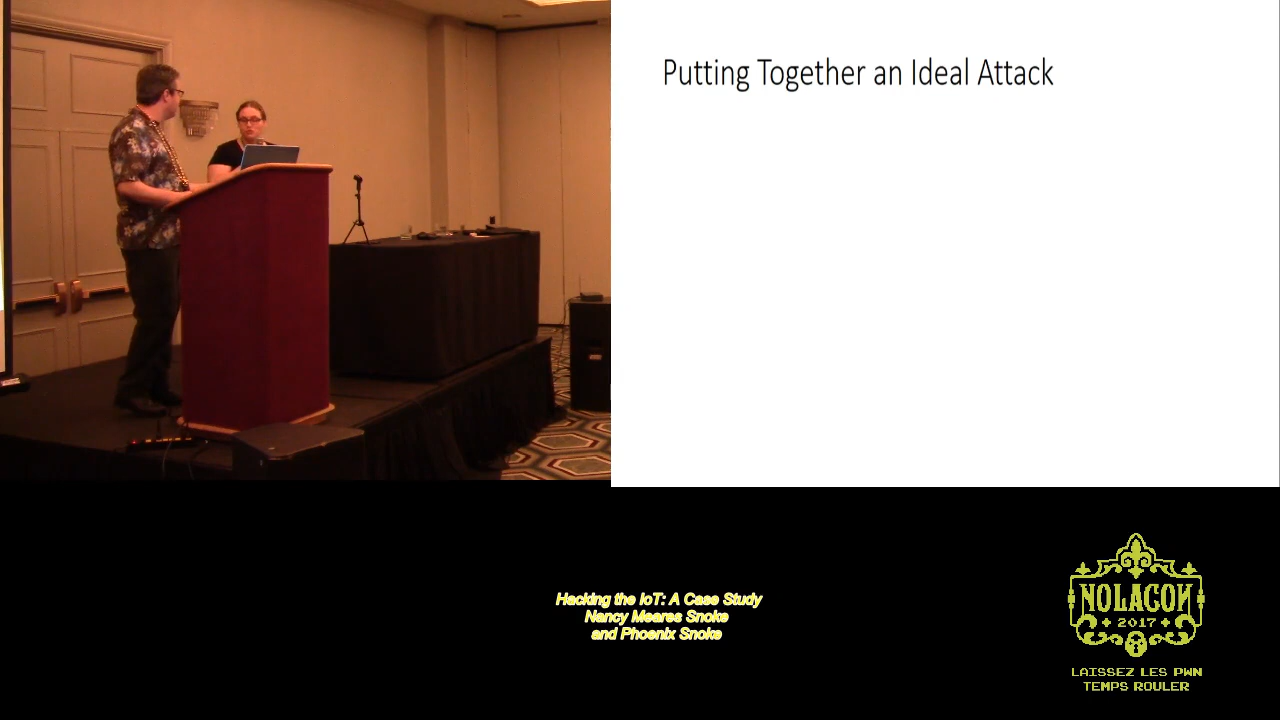 Putting Together an Ideal Attack
Hacking the IoT: A Case Study
Nancy Meares Snoke
and Phoenix Snoke
NOLACON
2017
LAISSEZ LES PWN
TEMPS ROULER